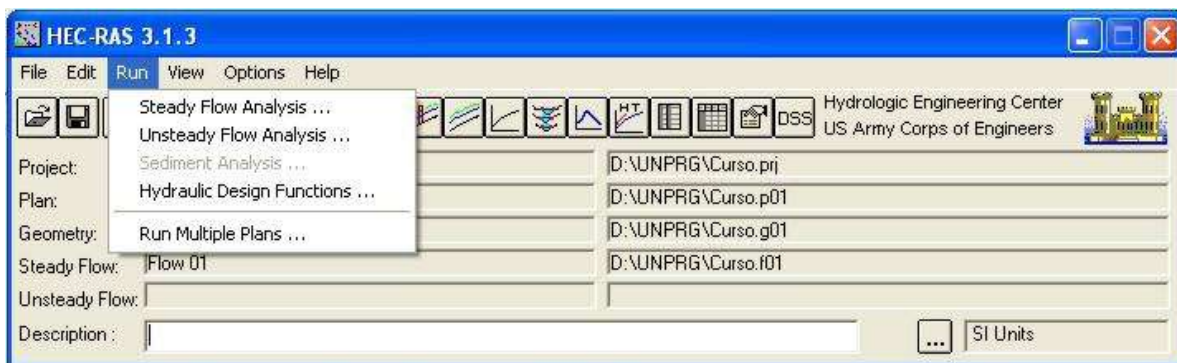 HEC-RAS 3.1.3
File Edit Run View Options Help
Steady Flow Analysis ...
Unsteady Flow Analysis ...
Sediment Analysis ...
Hydraulic Design Functions ...
Run Multiple Plans ...
HT
DSS
Hydrologic Engineering Center
US Army Corps of Engineers
Project: D:\UNPRG\Curso.prj
Plan: D:\UNPRG\Curso.p01
Geometry: D:\UNPRG\Curso.g01
Steady Flow: Flow 01 D:\UNPRG\Curso.f01
Unsteady Flow:
Description : ... SI Units